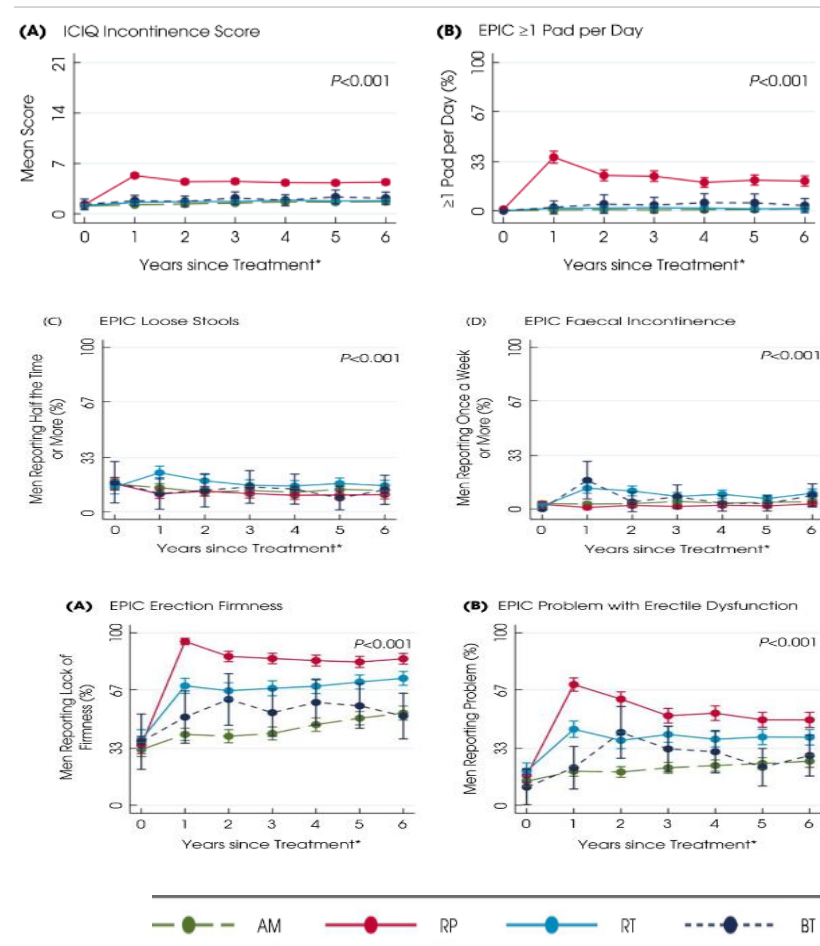 (A) ICIQ Incontinence Score
Mean Score
21
14
7
0
P<0.001
0 1 2 3 4 5 6
Years since Treatment*
(B) EPIC ≥1 Pad per Day
≥1 Pad per Day (%)
100
67
33
0
P<0.001
0 1 2 3 4 5 6
Years since Treatment*
(C) EPIC Loose Stools
Men Reporting Half the Time
or More (%)
100
67
33
0
P<0.001
0 1 2 3 4 5 6
Years since Treatment*
(D) EPIC Faecal Incontinence
Men Reporting Once a Week
or More (%)
100
67
33
0
P<0.001
0 1 2 3 4 5 6
Years since Treatment*
(A) EPIC Erection Firmness
Men Reporting Lack of
Firmness (%)
100
67
33
0
P<0.001
0 1 2 3 4 5 6
Years since Treatment*
(B) EPIC Problem with Erectile Dysfunction
Men Reporting Problem (%)
100
67
33
0
P<0.001
0 1 2 3 4 5 6
Years since Treatment*
AM RP RT BT